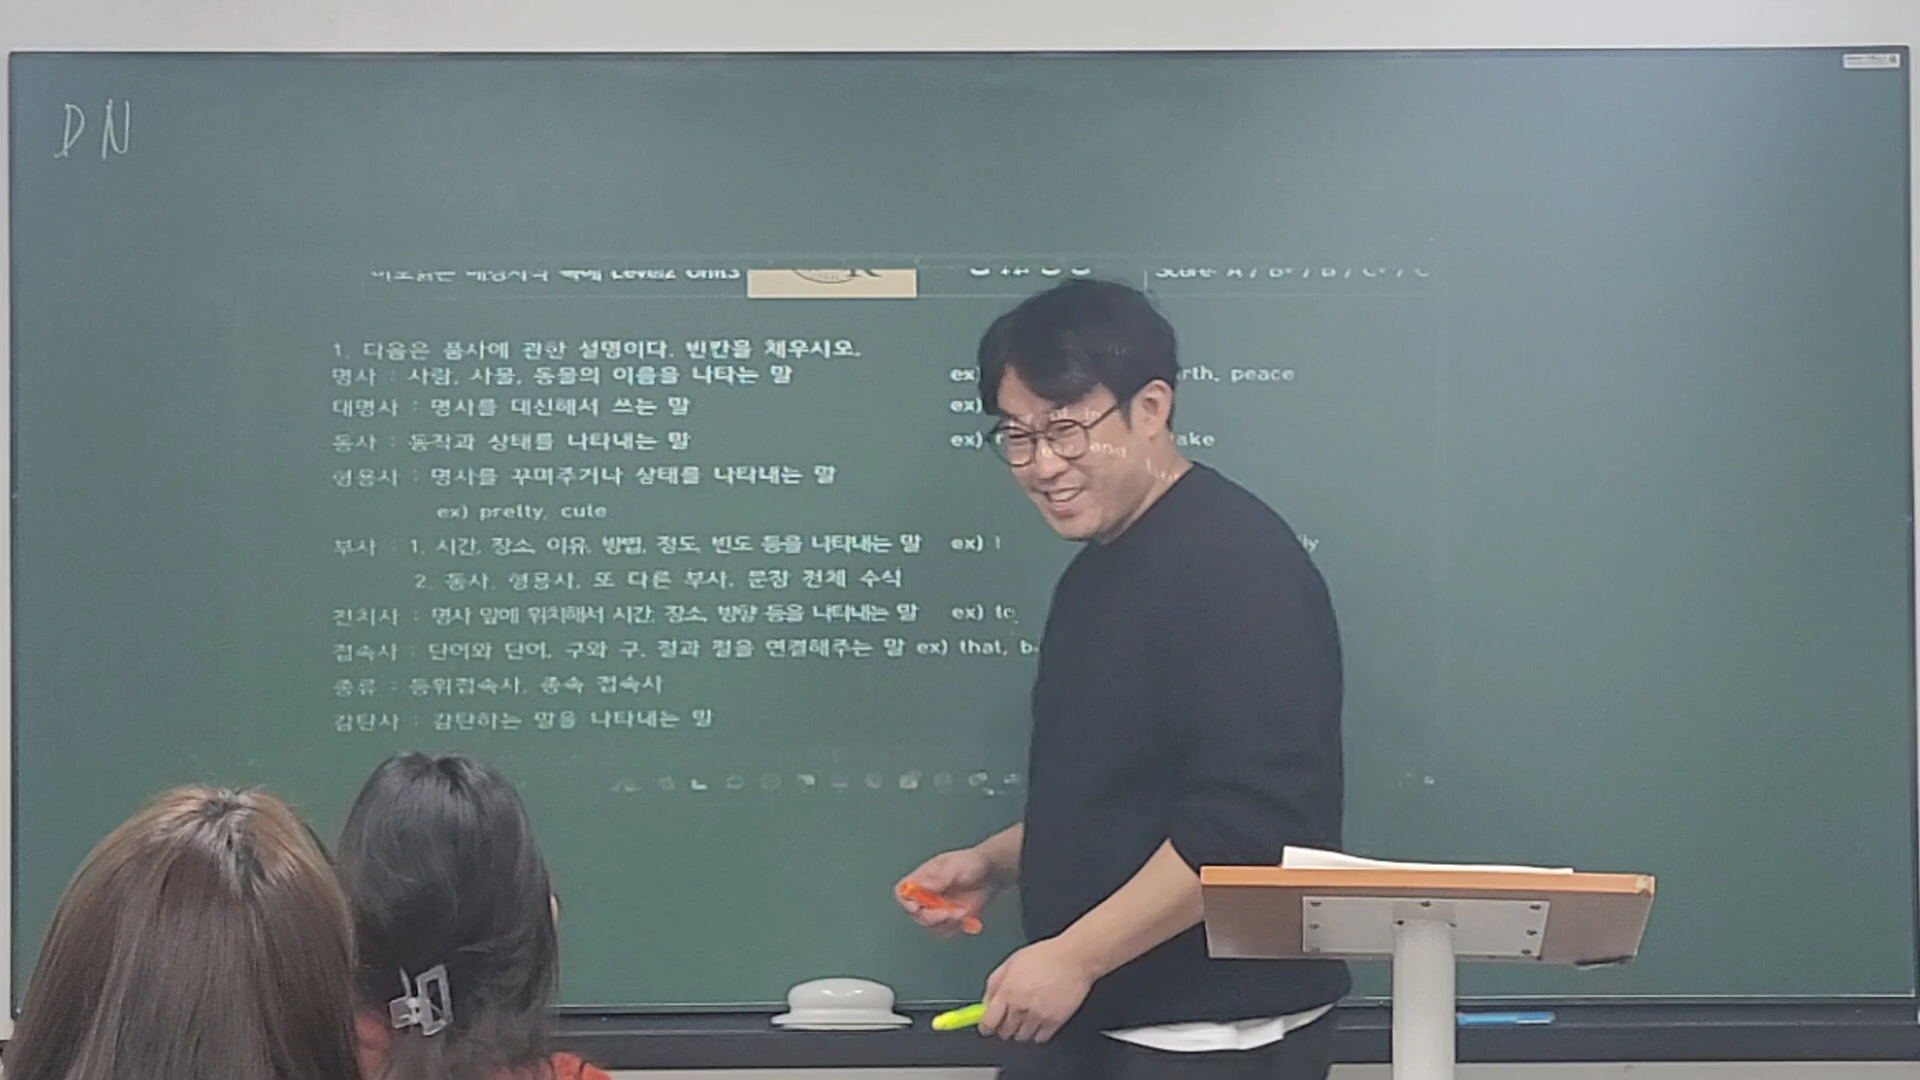 DN
Level2 Unit3
Score: A / B+ / B / C+ / C
1. 다음은 품사에 관한 설명이다. 빈칸을 채우시오.
명사 : 사람, 사물, 동물의 이름을 나타는 말 ex) rth, peace
대명사 : 명사를 대신해서 쓰는 말 ex)
동사 : 동작과 상태를 나타내는 말 ex) ake
형용사 : 명사를 꾸며주거나 상태를 나타내는 말
ex) pretty, cute
부사 : 1. 시간, 장소, 이유, 방법, 정도, 빈도 등을 나타내는 말 ex) ly
2. 동사, 형용사, 또 다른 부사, 문장 전체 수식
전치사 : 명사 앞에 위치해서 시간, 장소, 방향 등을 나타내는 말 ex) to,
접속사 : 단어와 단어, 구와 구, 절과 절을 연결해주는 말 ex) that, b
종류 : 등위접속사, 종속 접속사
감탄사 : 감탄하는 말을 나타내는 말